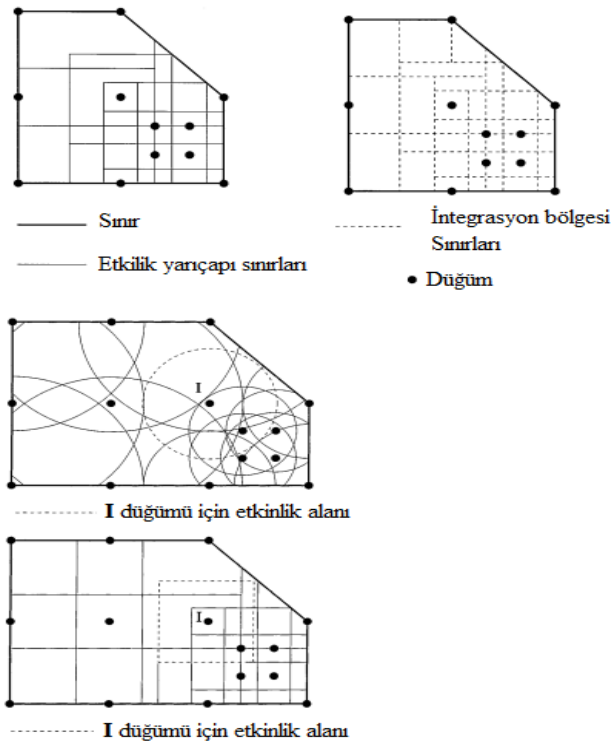 Sınır
Etkilik yarıçapı sınırları
İntegrasyon bölgesi
Sınırları
Düğüm
I
I düğümü için etkinlik alanı
I
I düğümü için etkinlik alanı